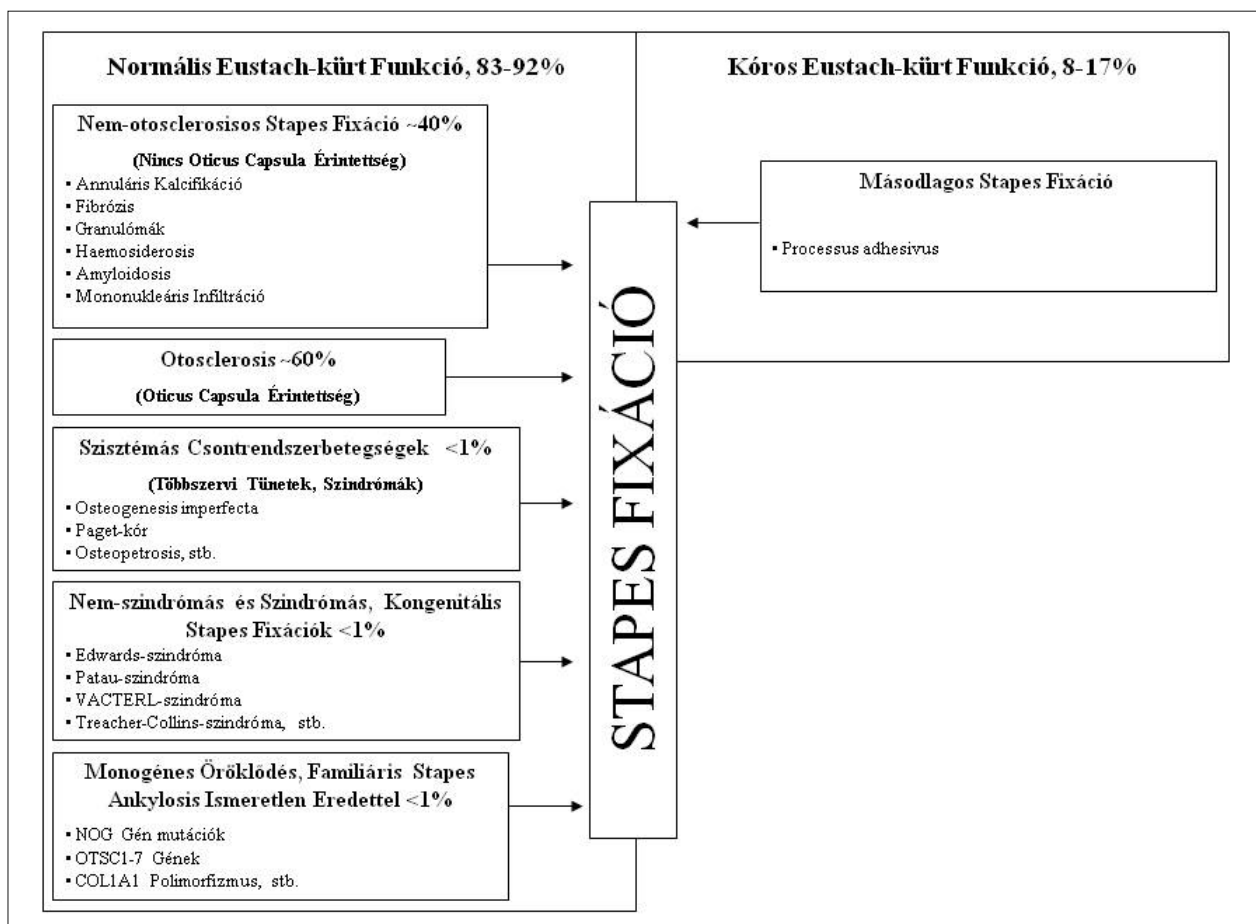 Normális Eustach-kürt Funkció, 83-92%
Nem-otosclerosisos Stapes Fixáció ~40%
(Nincs Oticus Capsula Érintettség)
▪ Annuláris Kalcifikáció
▪ Fibrózis
▪ Granulómák
▪ Haemosiderosis
▪ Amyloidosis
▪ Mononukleáris Infiltráció
Otosclerosis ~60%
(Oticus Capsula Érintettség)
Szisztémás Csontrendszerbetegségek <1%
(Többszervi Tünetek, Szindrómák)
▪ Osteogenesis imperfecta
▪ Paget-kór
▪ Osteopetrosis, stb.
Nem-szindrómás és Szindrómás, Kongenitális
Stapes Fixációk <1%
▪ Edwards-szindróma
▪ Patau-szindróma
▪ VACTERL-szindróma
▪ Treacher-Collins-szindróma, stb.
Monogénes Öröklődés, Familiáris Stapes
Ankylosis Ismeretlen Eredettel <1%
▪ NOG Gén mutációk
▪ OTSC1-7 Gének
▪ COL1A1 Polimorfizmus, stb.
STAPES FIXÁCIÓ
Kóros Eustach-kürt Funkció, 8-17%
Másodlagos Stapes Fixáció
▪ Processus adhesivus